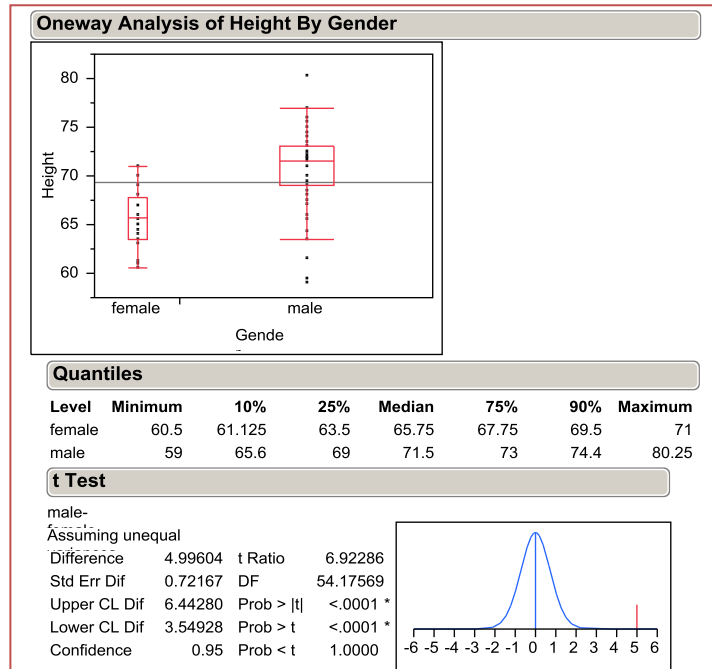 Oneway Analysis of Height By Gender
80
75
70
65
60
Height
female male
Gende
Quantiles
Level Minimum 10% 25% Median 75% 90% Maximum
female 60.5 61.125 63.5 65.75 67.75 69.5 71
male 59 65.6 69 71.5 73 74.4 80.25
t Test
male-
Assuming unequal
Difference 4.99604 t Ratio 6.92286
Std Err Dif 0.72167 DF 54.17569
Upper CL Dif 6.44280 Prob > |t| <.0001 *
Lower CL Dif 3.54928 Prob > t <.0001 *
Confidence 0.95 Prob < t 1.0000
-6 -5 -4 -3 -2 -1 0 1 2 3 4 5 6